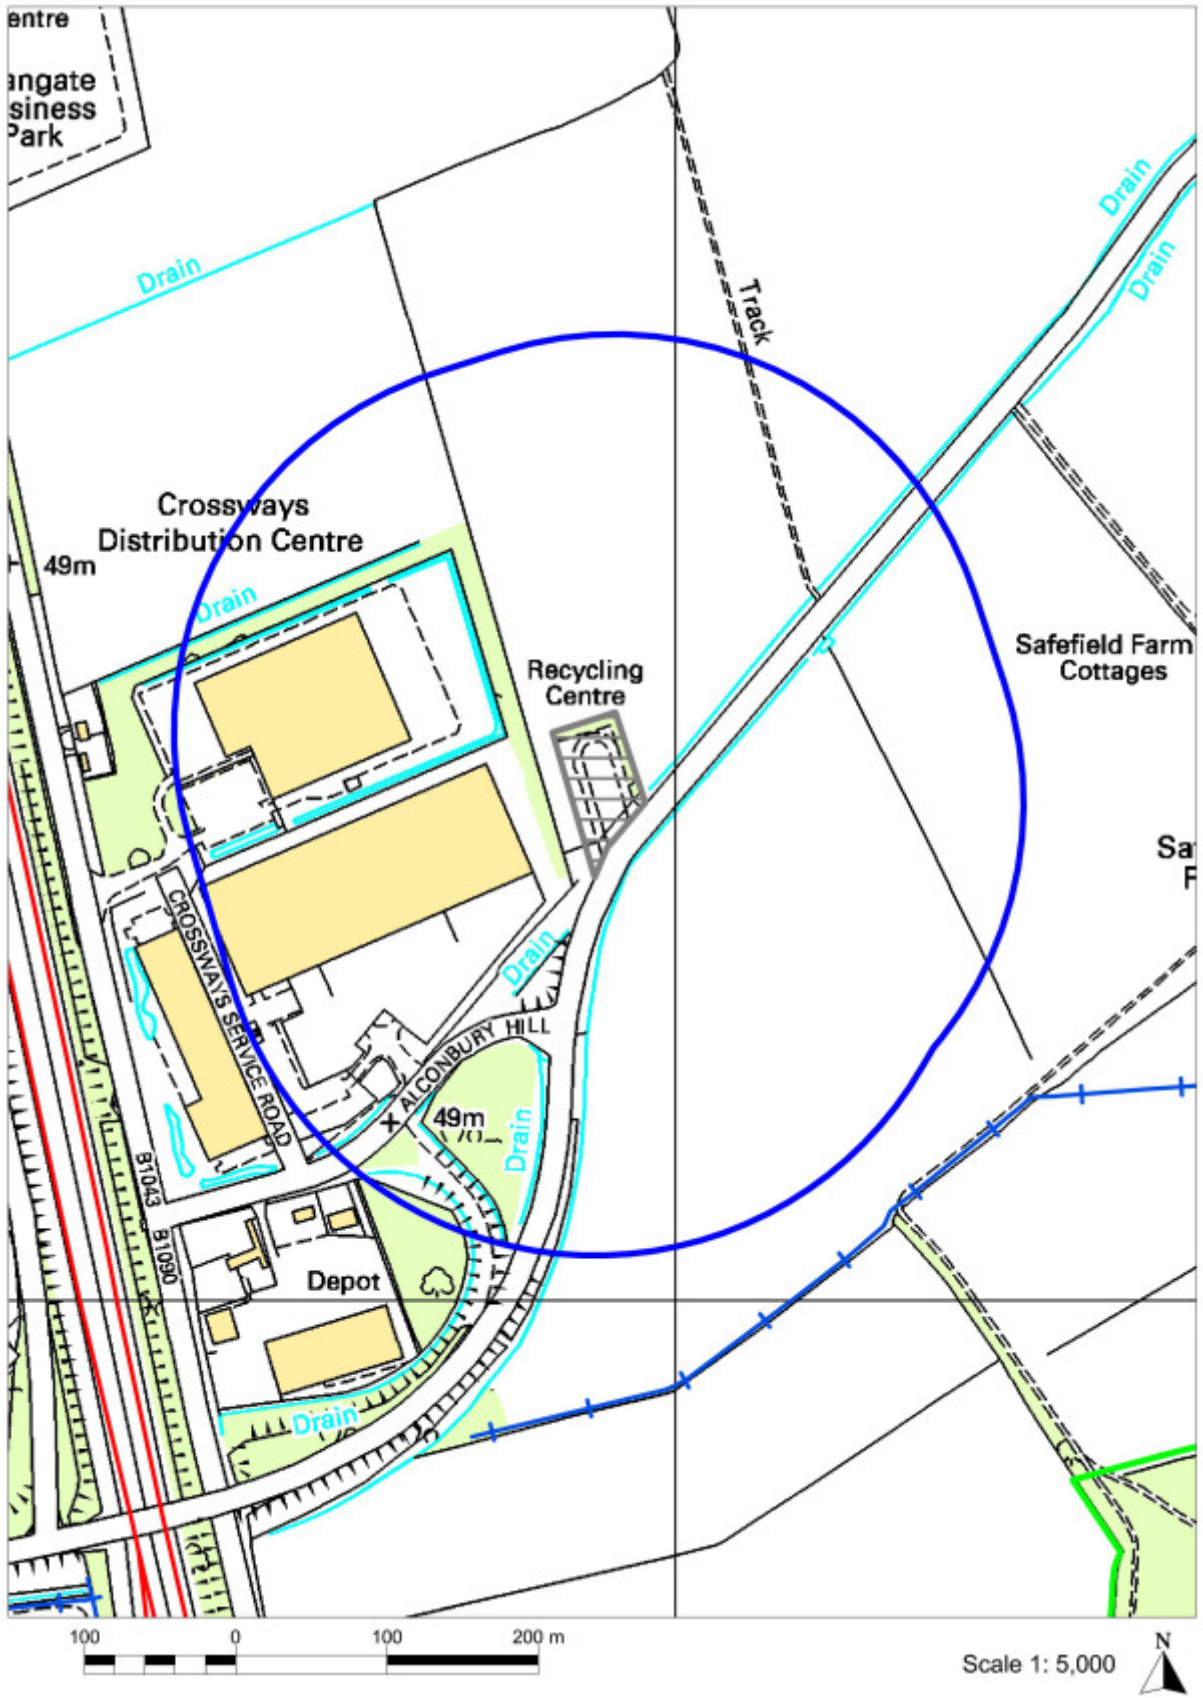 entre
angate
siness
Park
Drain
Drain
Drain
Track
Crossways
Distribution Centre
49m
Drain
Recycling
Centre
Safefield Farm
Cottages
Sa
F
CROSSWAYS SERVICE ROAD
Drain
ALCONBURY HILL
49m
Drain
B1043
B1090
Depot
Drain
100 0 100 200 m
Scale 1: 5,000
N